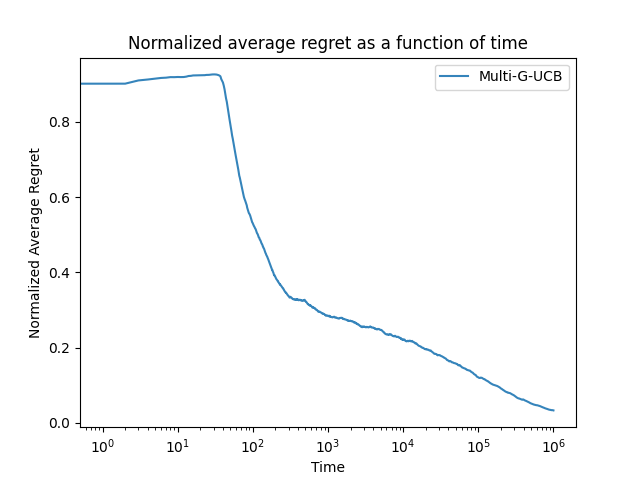 Normalized average regret as a function of time
Multi-G-UCB
Normalized Average Regret
0.8
0.6
0.4
0.2
0.0
10⁰ 10¹ 10² 10³ 10⁴ 10⁵ 10⁶
Time